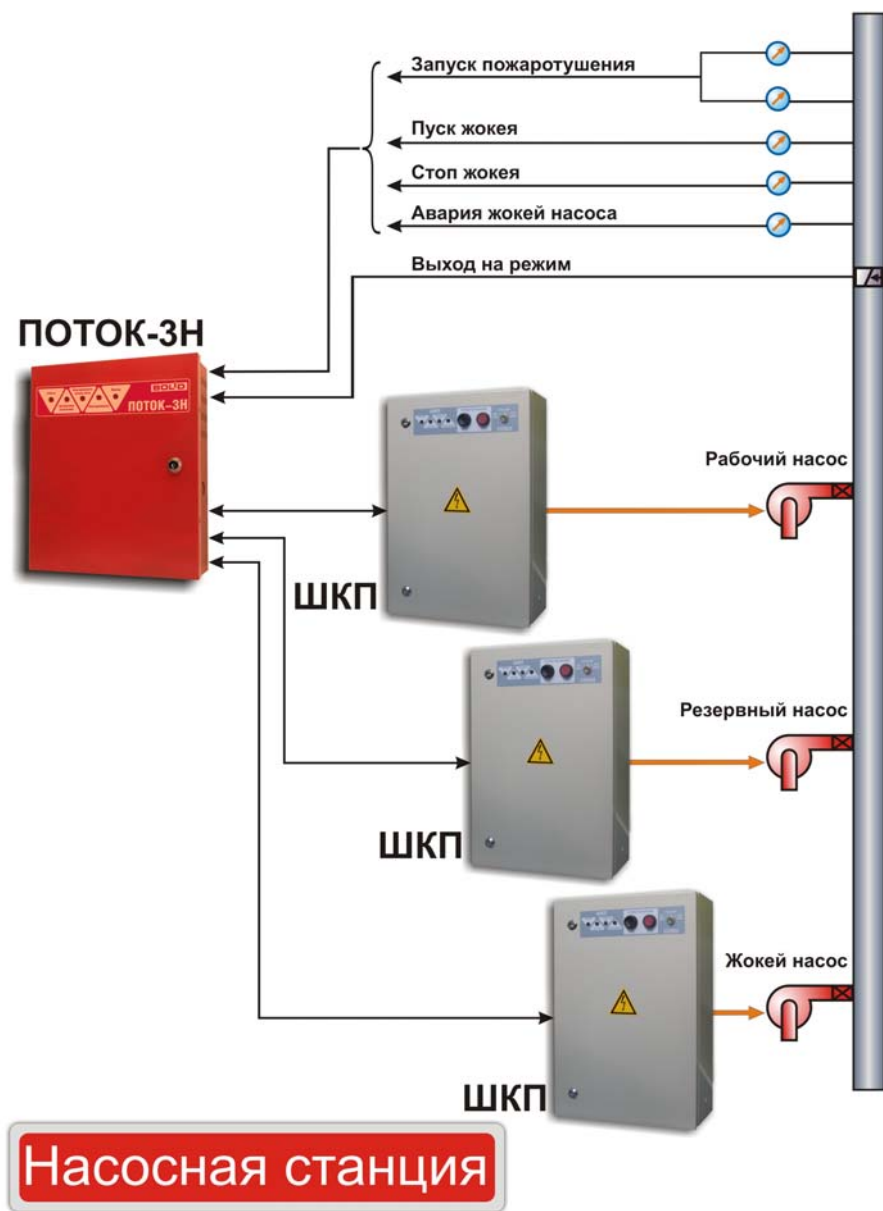 Запуск пожаротушения
Пуск жокея
Стоп жокея
Авария жокей насоса
Выход на режим
ПОТОК-3Н
BOLID
ПОТОК-3Н
Рабочий насос
ШКП
Резервный насос
ШКП
Жокей насос
ШКП
Насосная станция